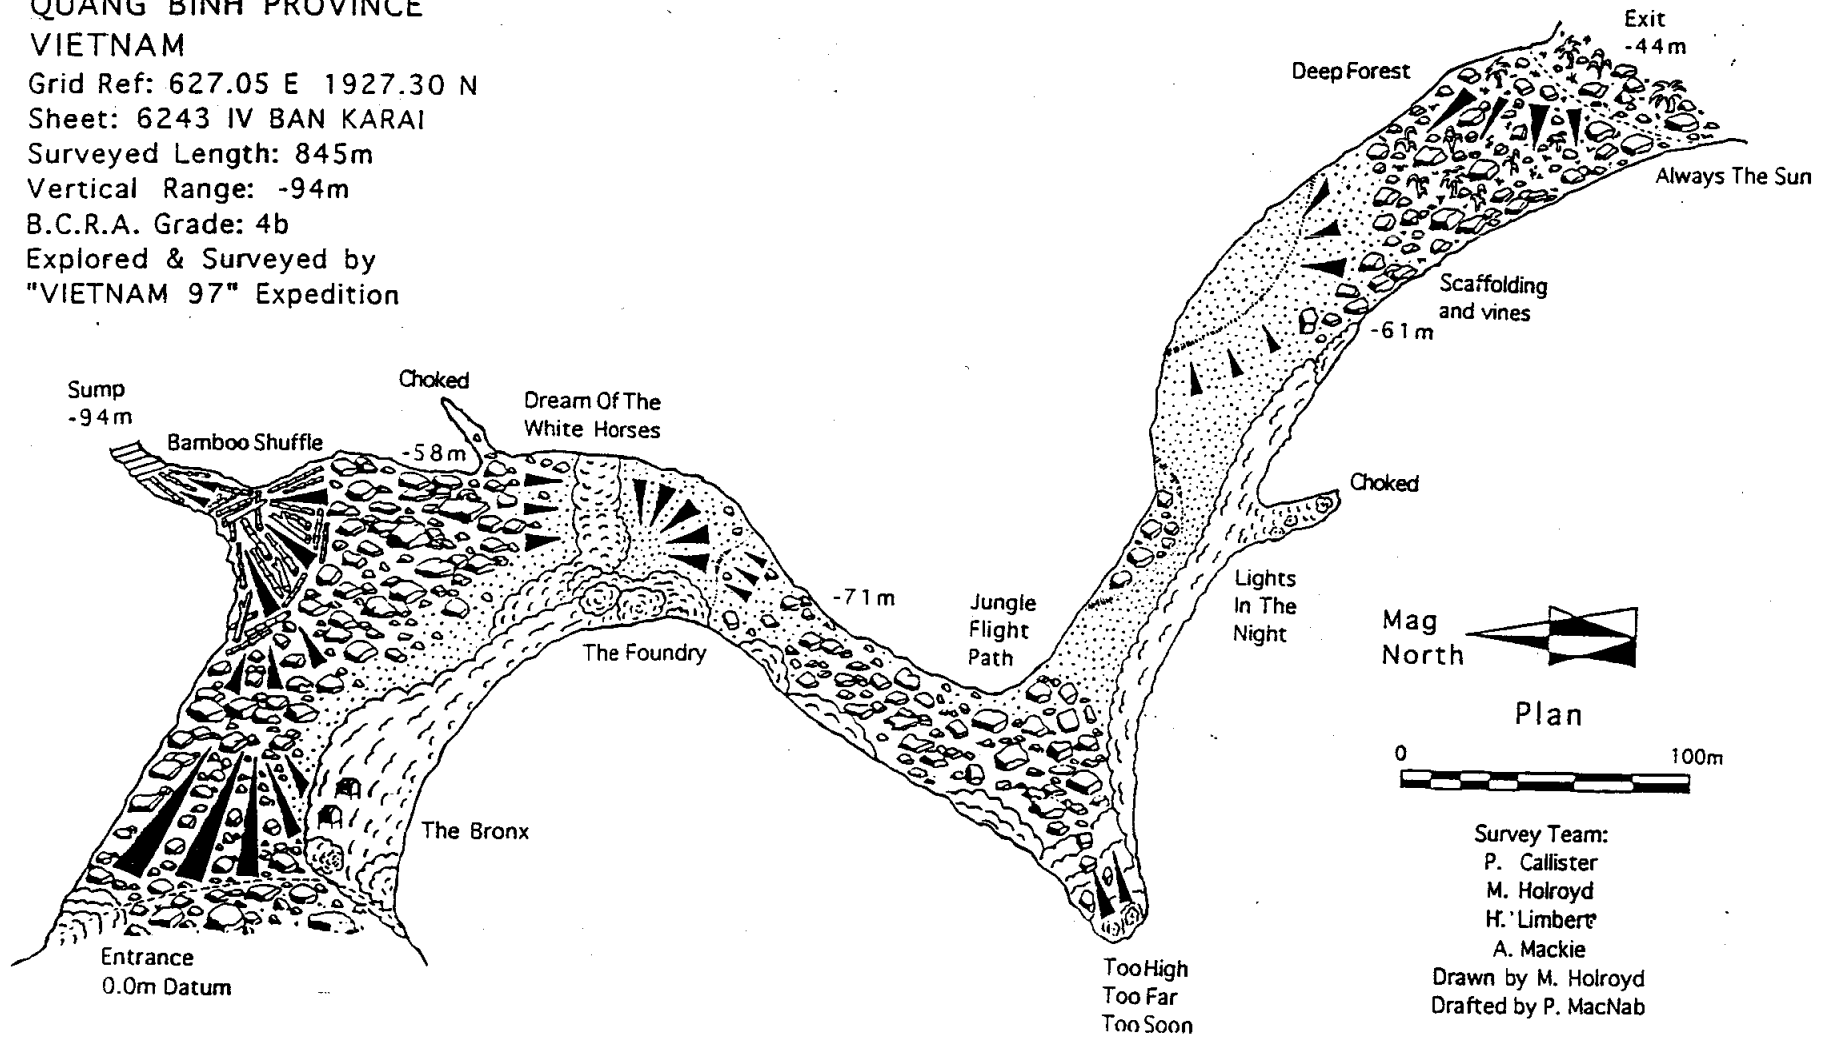 QUANG BINH PROVINCE
VIETNAM
Grid Ref: 627.05 E 1927.30 N
Sheet: 6243 IV BAN KARAI
Surveyed Length: 845m
Vertical Range: -94m
B.C.R.A. Grade: 4b
Explored & Surveyed by
"VIETNAM 97" Expedition
Exit
-44m
Deep Forest
Always The Sun
Scaffolding
and vines
-61m
Sump
-94m
Bamboo Shuffle
Choked
-58m
Dream Of The
White Horses
Choked
-71m
Jungle
Flight
Path
Lights
In The
Night
The Foundry
The Bronx
Entrance
0.0m Datum
Too High
Too Far
Too Soon
Mag
North
Plan
0 100m
Survey Team:
P. Callister
M. Holroyd
H. Limbert
A. Mackie
Drawn by M. Holroyd
Drafted by P. MacNab